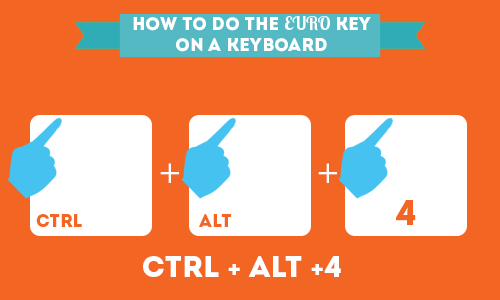 HOW TO DO THE EURO KEY
ON A KEYBOARD
+ +
CTRL ALT 4
CTRL + ALT +4